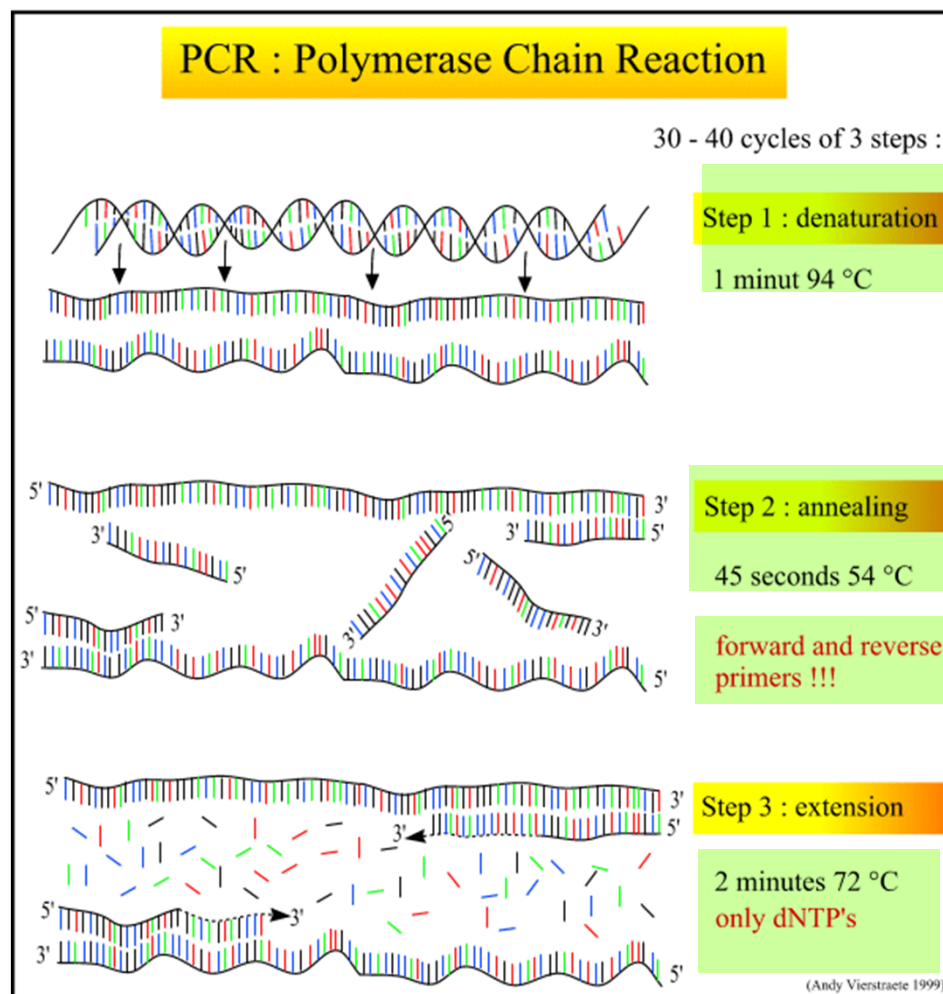 PCR : Polymerase Chain Reaction
30 - 40 cycles of 3 steps :
Step 1 : denaturation
1 minut 94 °C
5'
3'
Step 2 : annealing
3'
5'
5'
3'
5'
45 seconds 54 °C
5'
3'
5'
3'
3'
3'
forward and reverse
primers !!!
5'
5'
3'
Step 3 : extension
3'
5'
2 minutes 72 °C
only dNTP's
5'
3'
3'
5'
(Andy Vierstraete 1999)